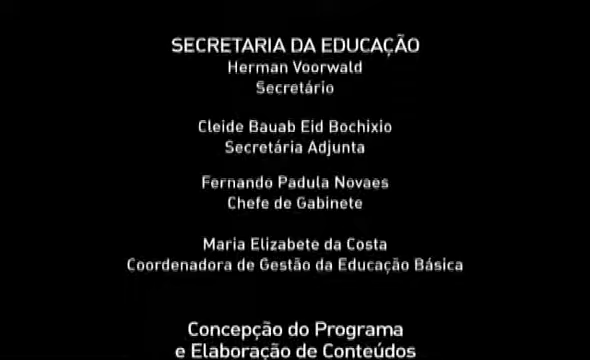 SECRETARIA DA EDUCAÇÃO
Herman Voorwald
Secretário
Cleide Bauab Eid Bochixio
Secretária Adjunta
Fernando Padula Novaes
Chefe de Gabinete
Maria Elizabete da Costa
Coordenadora de Gestão da Educação Básica
Concepção do Programa
e Elaboração de Conteúdos